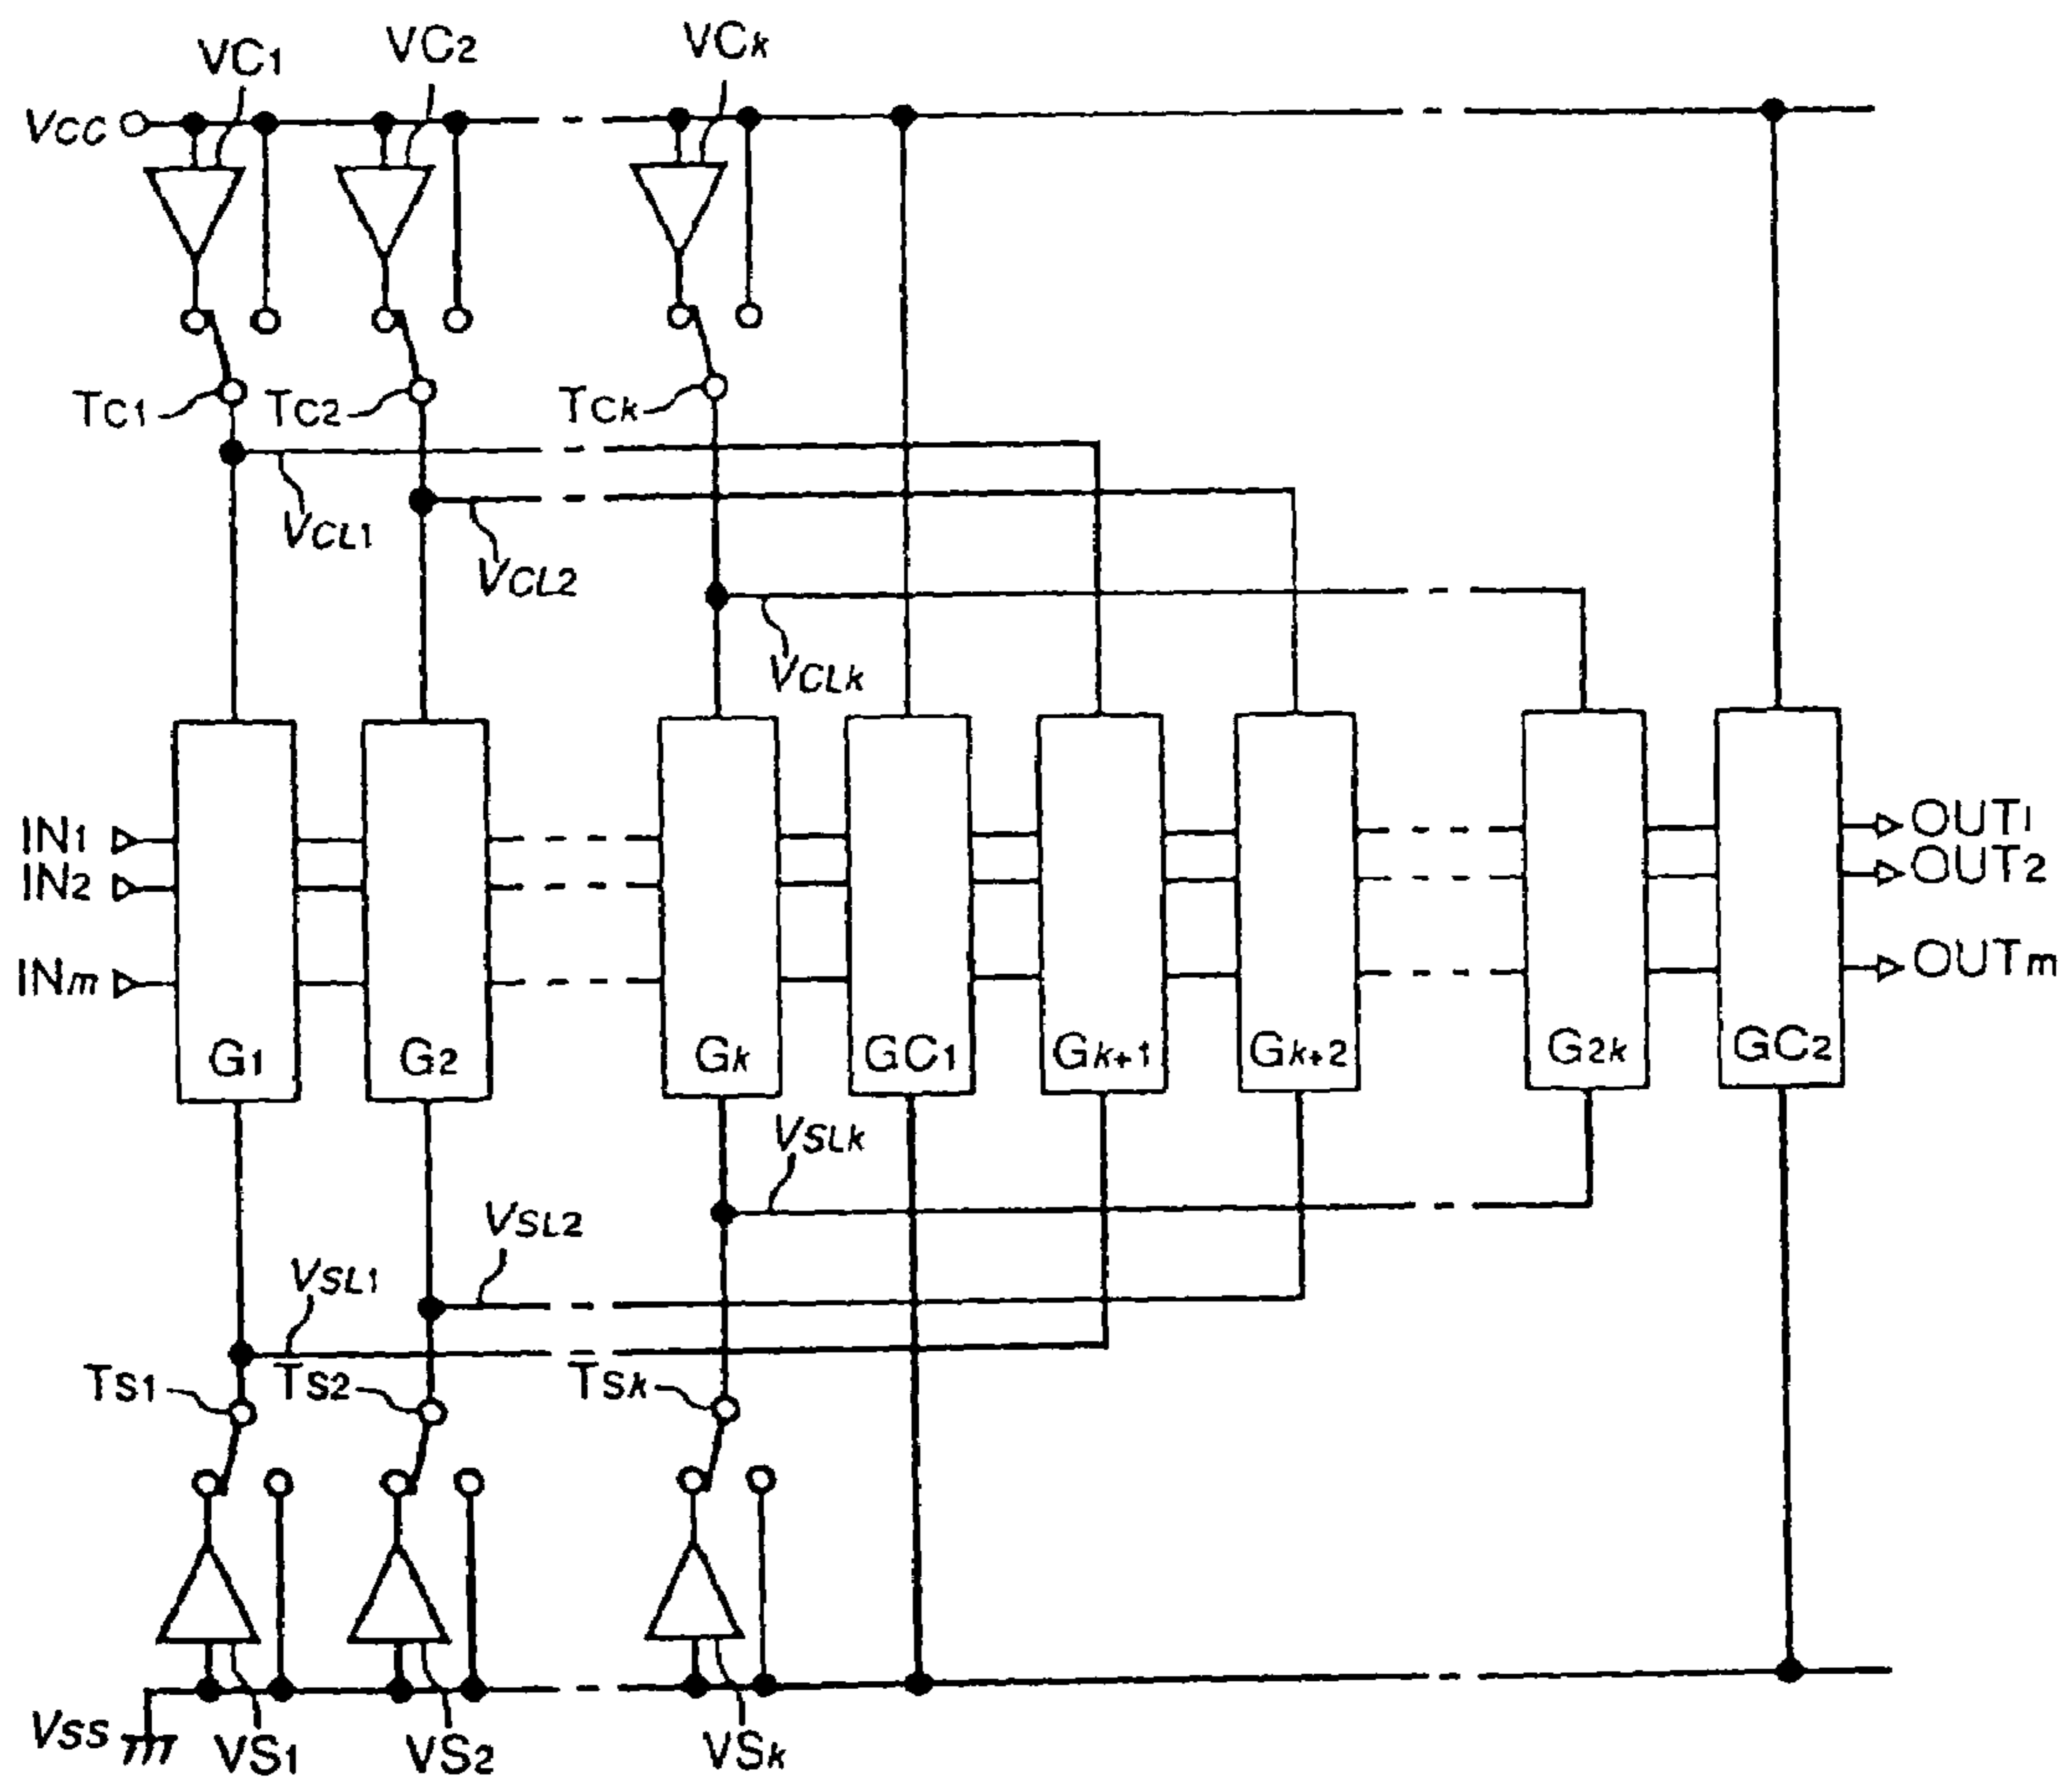 VC1 VC2 VCk
VCC
TC1 TC2 TCk
VCL1
VCL2
VCLk
IN1 OUT1
IN2 OUT2
INm OUTm
G1 G2 Gk GC1 Gk+1 Gk+2 G2k GC2
VSLk
VSL2
VSL1
TS1 TS2 TSk
VSS VS1 VS2 VSk